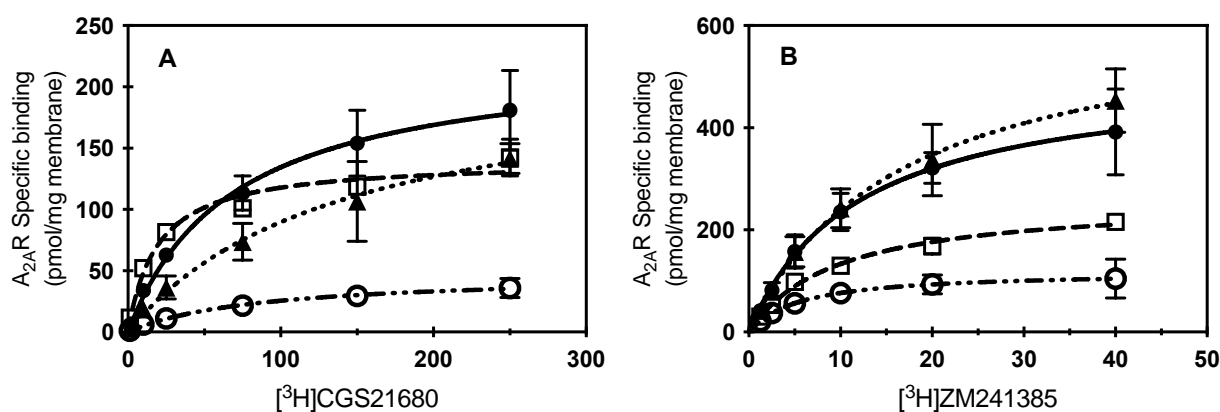 A
A2AR Specific binding
(pmol/mg membrane)
250
200
150
100
50
0
0
100
200
300
[³H]CGS21680
B
A2AR Specific binding
(pmol/mg membrane)
600
400
200
0
0
10
20
30
40
50
[³H]ZM241385